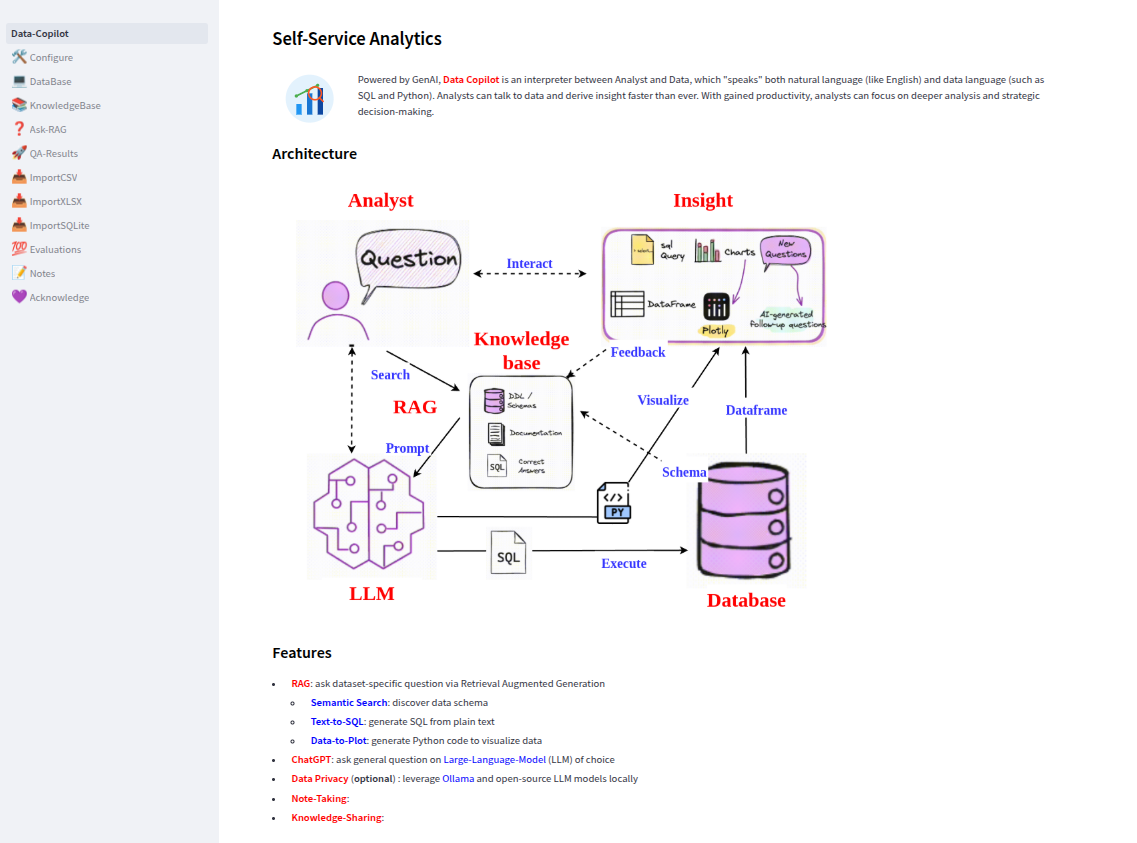 Data-Copilot
Configure
DataBase
KnowledgeBase
Ask-RAG
QA-Results
ImportCSV
ImportXLSX
ImportSQLite
Evaluations
Notes
Acknowledge
Self-Service Analytics
Powered by GenAI, Data Copilot is an interpreter between Analyst and Data, which "speaks" both natural language (like English) and data language (such as
SQL and Python). Analysts can talk to data and derive insight faster than ever. With gained productivity, analysts can focus on deeper analysis and strategic
decision-making.
Architecture
Analyst
Insight
Question
Interact
sql
Query
Charts
New
Questions
DataFrame
Plotly
AI-generated
follow-up questions
Knowledge
base
Feedback
Search
RAG
Prompt
DDL /
Schemas
Documentation
SQL
Correct
Answers
Visualize
Dataframe
Schema
PY
SQL
Execute
LLM
Database
Features
• RAG: ask dataset-specific question via Retrieval Augmented Generation
◦ Semantic Search: discover data schema
◦ Text-to-SQL: generate SQL from plain text
◦ Data-to-Plot: generate Python code to visualize data
• ChatGPT: ask general question on Large-Language-Model (LLM) of choice
• Data Privacy (optional) : leverage Ollama and open-source LLM models locally
• Note-Taking:
• Knowledge-Sharing: